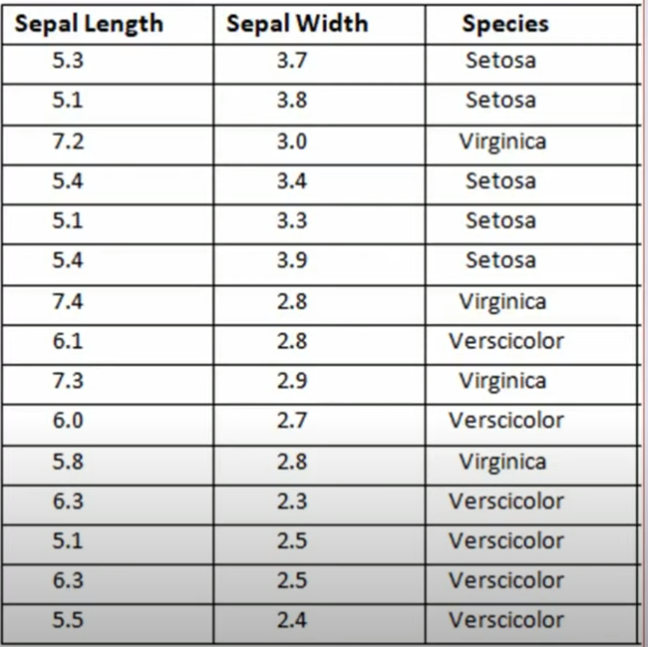 Sepal Length Sepal Width Species
5.3 3.7 Setosa
5.1 3.8 Setosa
7.2 3.0 Virginica
5.4 3.4 Setosa
5.1 3.3 Setosa
5.4 3.9 Setosa
7.4 2.8 Virginica
6.1 2.8 Verscicolor
7.3 2.9 Virginica
6.0 2.7 Verscicolor
5.8 2.8 Virginica
6.3 2.3 Verscicolor
5.1 2.5 Verscicolor
6.3 2.5 Verscicolor
5.5 2.4 Verscicolor